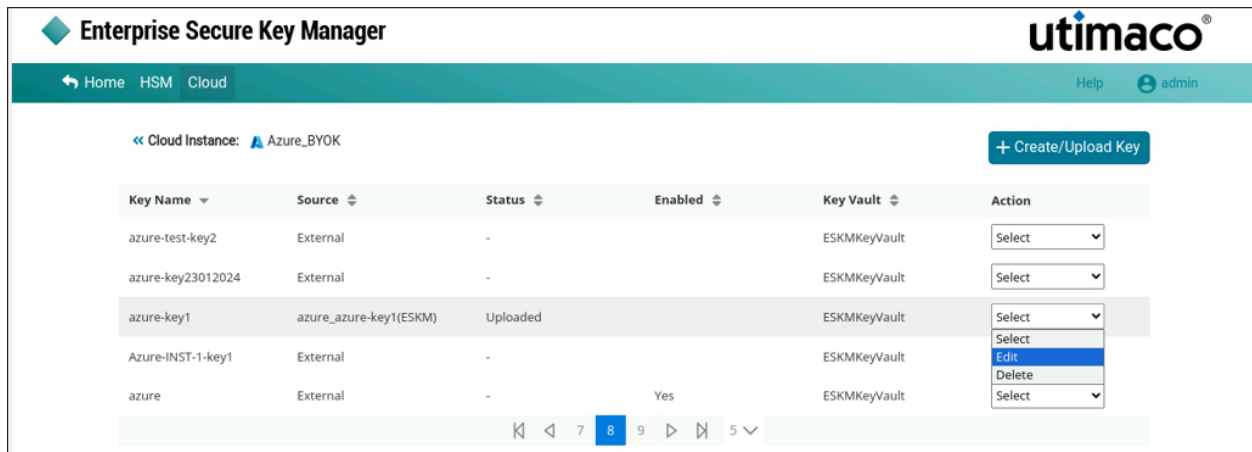 Enterprise Secure Key Manager
utimaco®
Home HSM Cloud Help admin
« Cloud Instance: Azure_BYOK
+ Create/Upload Key
Key Name Source Status Enabled Key Vault Action
azure-test-key2 External - ESKMKeyVault Select
azure-key23012024 External - ESKMKeyVault Select
azure-key1 azure_azure-key1(ESKM) Uploaded ESKMKeyVault Select
Select
Azure-INST-1-key1 External - ESKMKeyVault Edit
Delete
azure External - Yes ESKMKeyVault Select
7 8 9 5